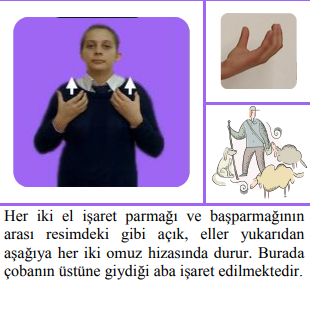 Her iki el işaret parmağı ve başparmağının
arası resimdeki gibi açık, eller yukarıdan
aşağıya her iki omuz hizasında durur. Burada
çobanın üstüne giydiği aba işaret edilmektedir.